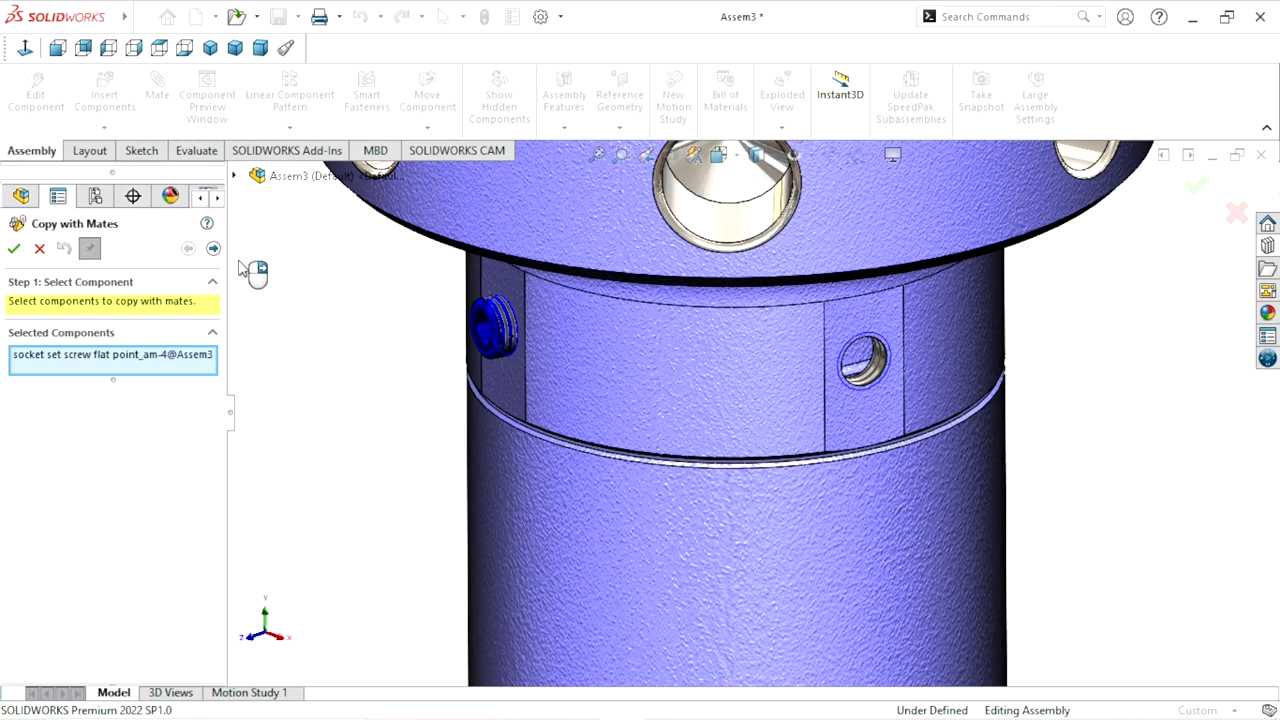 SOLIDWORKS
Assem3 *
Search Commands
Edit Component
Insert Components
Mate
Component Preview Window
Linear Component Pattern
Smart Fasteners
Move Component
Show Hidden Components
Assembly Features
Reference Geometry
New Motion Study
Bill of Materials
Exploded View
Instant3D
Update SpeedPak Subassemblies
Take Snapshot
Large Assembly Settings
Assembly
Layout
Sketch
Evaluate
SOLIDWORKS Add-Ins
MBD
SOLIDWORKS CAM
Assem3 (Default) <Defaul...
Copy with Mates
Step 1: Select Component
Select components to copy with mates.
Selected Components
socket set screw flat point_am-4@Assem3
Y
Z
X
Model
3D Views
Motion Study 1
SOLIDWORKS Premium 2022 SP1.0
Under Defined
Editing Assembly
Custom